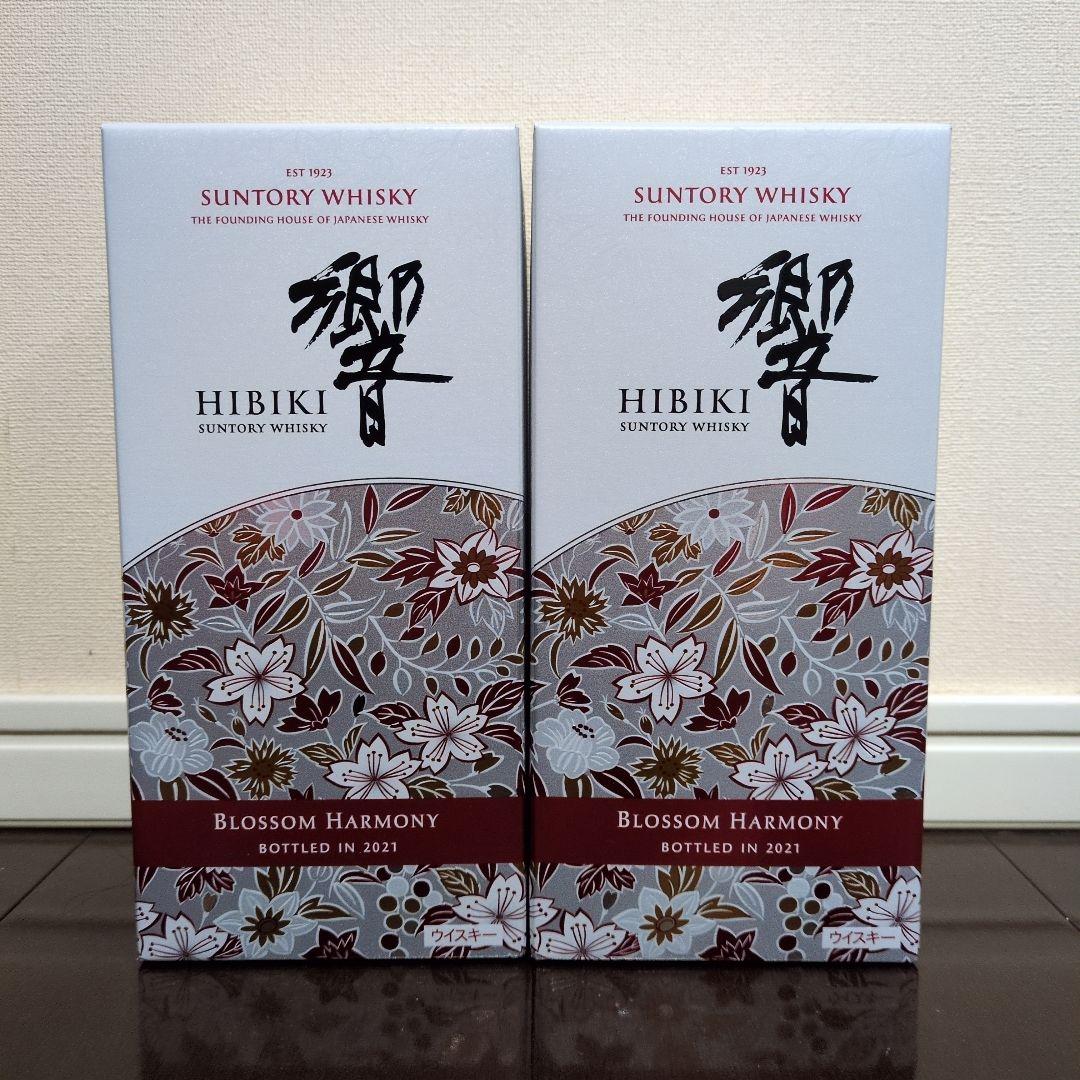 EST 1923
SUNTORY WHISKY
THE FOUNDING HOUSE OF JAPANESE WHISKY
響
HIBIKI
SUNTORY WHISKY
BLOSSOM HARMONY
BOTTLED IN 2021
ウイスキー
EST 1923
SUNTORY WHISKY
THE FOUNDING HOUSE OF JAPANESE WHISKY
響
HIBIKI
SUNTORY WHISKY
BLOSSOM HARMONY
BOTTLED IN 2021
ウイスキー